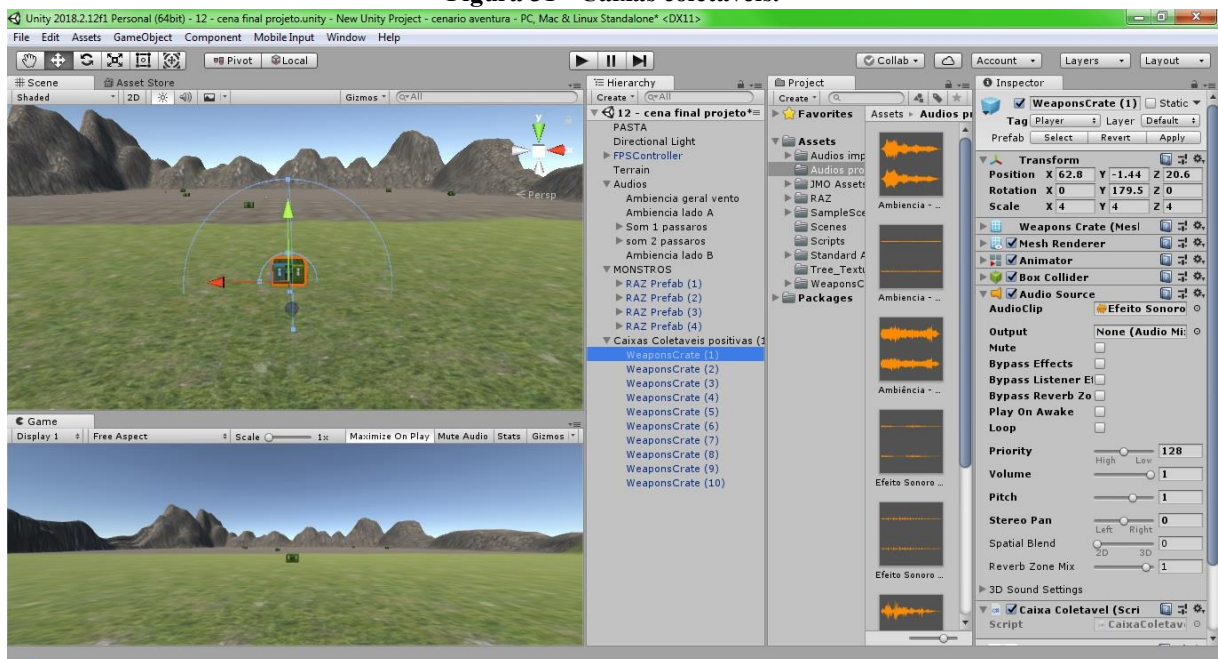 Unity 2018.2.12f1 Personal (64bit) - 12 - cena final projeto.unity - New Unity Project - cenario aventura - PC, Mac & Linux Standalone* <DX11>
File Edit Assets GameObject Component Mobile Input Window Help
Pivot Local Collab Account Layers Layout
Scene Asset Store
Shaded 2D Gizmos All
Y
Persp
Game
Display 1 Free Aspect Scale 1x Maximize On Play Mute Audio Stats Gizmos
Hierarchy
Create All
12 - cena final projeto*
PASTA
Directional Light
FPSController
Terrain
Audios
Ambiencia geral vento
Ambiencia lado A
Som 1 passaros
som 2 passaros
Ambiencia lado B
MONSTROS
RAZ Prefab (1)
RAZ Prefab (2)
RAZ Prefab (3)
RAZ Prefab (4)
Caixas Coletaveis positivas (1
WeaponsCrate (1)
WeaponsCrate (2)
WeaponsCrate (3)
WeaponsCrate (4)
WeaponsCrate (5)
WeaponsCrate (6)
WeaponsCrate (7)
WeaponsCrate (8)
WeaponsCrate (9)
WeaponsCrate (10)
Project
Create
Favorites
Assets
Audios imp
Audios pro
JMO Assets
RAZ
SampleSce
Scenes
Scripts
Standard A
Tree_Textu
WeaponsC
Packages
Assets Audios pr
Ambiencia - ..
Ambiencia - ..
Ambiência - ..
Efeito Sonoro ...
Efeito Sonoro ...
Inspector
WeaponsCrate (1) Static
Tag Player Layer Default
Prefab Select Revert Apply
Transform
Position X 62.8 Y -1.44 Z 20.6
Rotation X 0 Y 179.5 Z 0
Scale X 4 Y 4 Z 4
Weapons Crate (Mesl
Mesh Renderer
Animator
Box Collider
Audio Source
AudioClip Efeito Sonoro
Output None (Audio Mi
Mute
Bypass Effects
Bypass Listener Ef
Bypass Reverb Zo
Play On Awake
Loop
Priority 128
High Low
Volume 1
Pitch 1
Stereo Pan 0
Left Right
Spatial Blend 0
2D 3D
Reverb Zone Mix 1
3D Sound Settings
Caixa Coletavel (Scri
Script CaixaColetav